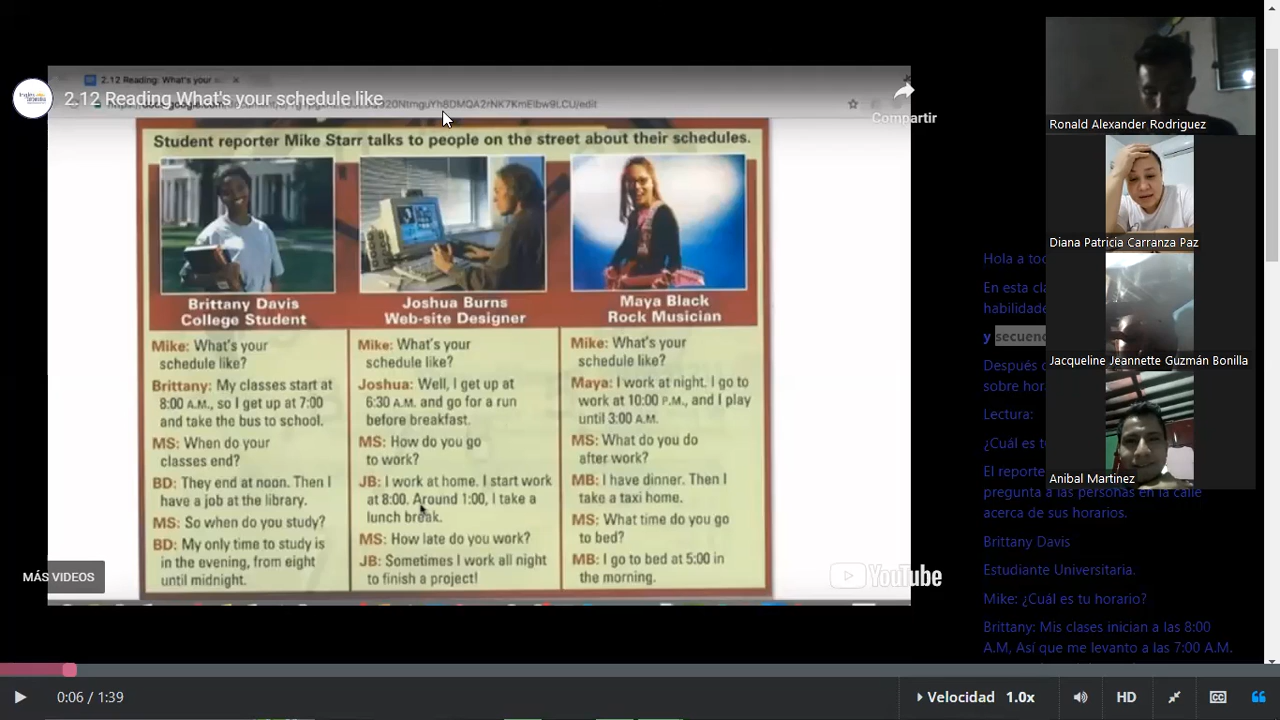 2.12 Reading: What's your
2.12 Reading What's your schedule like
Compartir
Student reporter Mike Starr talks to people on the street about their schedules.
Brittany Davis
College Student
Mike: What's your
schedule like?
Brittany: My classes start at
8:00 A.M., so I get up at 7:00
and take the bus to school.
MS: When do your
classes end?
BD: They end at noon. Then I
have a job at the library.
MS: So when do you study?
BD: My only time to study is
in the evening, from eight
until midnight.
Joshua Burns
Web-site Designer
Mike: What's your
schedule like?
Joshua: Well, I get up at
6:30 A.M. and go for a run
before breakfast.
MS: How do you go
to work?
JB: I work at home. I start work
at 8:00. Around 1:00, I take a
lunch break.
MS: How late do you work?
JB: Sometimes I work all night
to finish a project!
Maya Black
Rock Musician
Mike: What's your
schedule like?
Maya: I work at night. I go to
work at 10:00 P.M., and I play
until 3:00 A.M.
MS: What do you do
after work?
MB: I have dinner. Then I
take a taxi home.
MS: What time do you go
to bed?
MB: I go to bed at 5:00 in
the morning.
MÁS VIDEOS
YouTube
Ronald Alexander Rodriguez
Diana Patricia Carranza Paz
Jacqueline Jeannette Guzmán Bonilla
Anibal Martinez
Hola a
En esta
habilidade
y secuenc
Después
sobre hor
Lectura:
¿Cuál es
El reporte
pregunta a las personas en la calle
acerca de sus horarios.
Brittany Davis
Estudiante Universitaria.
Mike: ¿Cuál es tu horario?
Brittany: Mis clases inician a las 8:00
A.M, Así que me levanto a las 7:00 A.M.
0:06 / 1:39
Velocidad 1.0x
HD